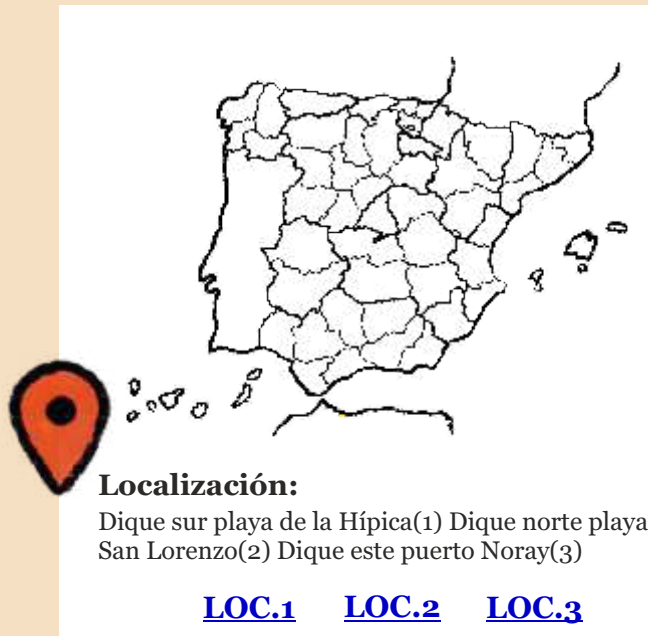 Localización:
Dique sur playa de la Hípica(1) Dique norte playa
San Lorenzo(2) Dique este puerto Noray(3)
LOC.1 LOC.2 LOC.3